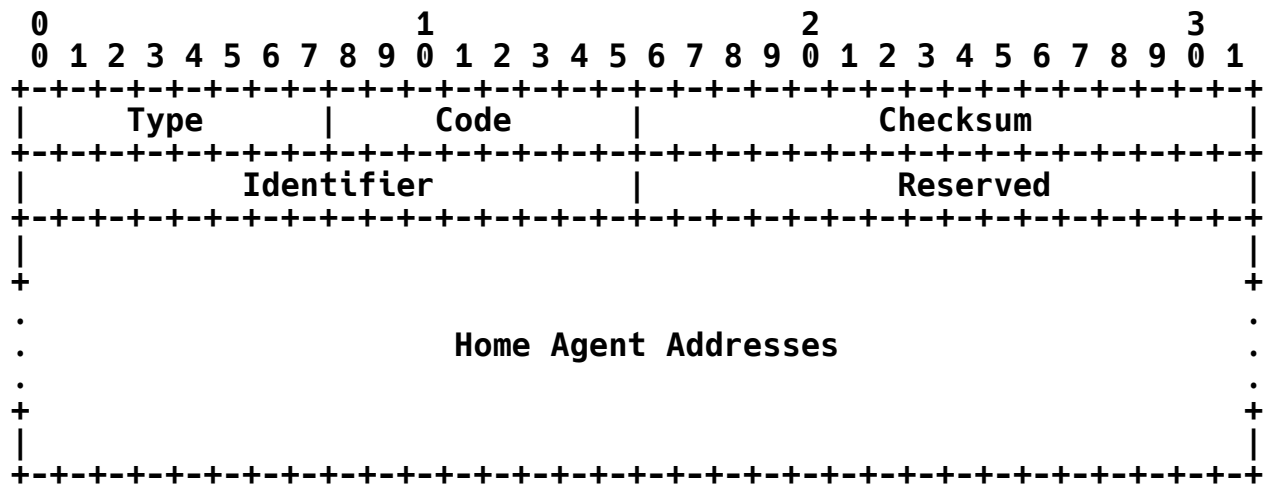 0                   1                   2                   3
 0 1 2 3 4 5 6 7 8 9 0 1 2 3 4 5 6 7 8 9 0 1 2 3 4 5 6 7 8 9 0 1
+-+-+-+-+-+-+-+-+-+-+-+-+-+-+-+-+-+-+-+-+-+-+-+-+-+-+-+-+-+-+-+-+
|     Type      |     Code      |            Checksum           |
+-+-+-+-+-+-+-+-+-+-+-+-+-+-+-+-+-+-+-+-+-+-+-+-+-+-+-+-+-+-+-+-+
|           Identifier          |             Reserved          |
+-+-+-+-+-+-+-+-+-+-+-+-+-+-+-+-+-+-+-+-+-+-+-+-+-+-+-+-+-+-+-+-+
|                                                               |
+                                                               +
.                                                               .
.                      Home Agent Addresses                     .
.                                                               .
+                                                               +
|                                                               |
+-+-+-+-+-+-+-+-+-+-+-+-+-+-+-+-+-+-+-+-+-+-+-+-+-+-+-+-+-+-+-+-+